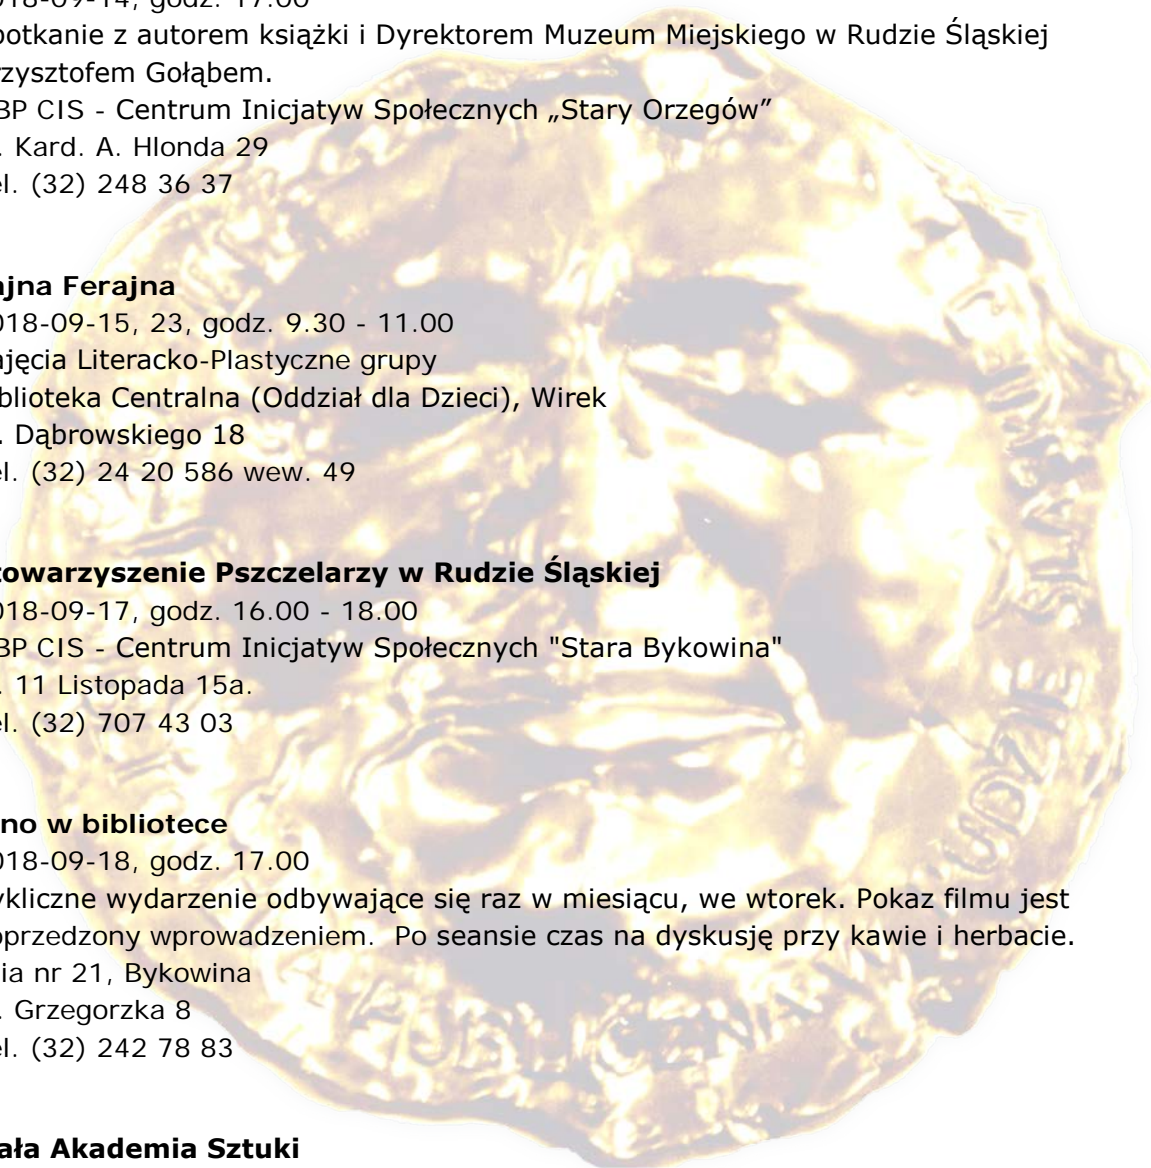 018-09-14, godz. 17.00
potkanie z autorem książki i Dyrektorem Muzeum Miejskiego w Rudzie Śląskiej
rzysztofem Gołąbem.
BP CIS - Centrum Inicjatyw Społecznych „Stary Orzegów”
. Kard. A. Hlonda 29
el. (32) 248 36 37
ajna Ferajna
018-09-15, 23, godz. 9.30 - 11.00
ajęcia Literacko-Plastyczne grupy
blioteka Centralna (Oddział dla Dzieci), Wirek
. Dąbrowskiego 18
el. (32) 24 20 586 wew. 49
towarzyszenie Pszczelarzy w Rudzie Śląskiej
018-09-17, godz. 16.00 - 18.00
BP CIS - Centrum Inicjatyw Społecznych "Stara Bykowina"
. 11 Listopada 15a.
el. (32) 707 43 03
no w bibliotece
018-09-18, godz. 17.00
ykliczne wydarzenie odbywające się raz w miesiącu, we wtorek. Pokaz filmu jest
oprzedzony wprowadzeniem.  Po seansie czas na dyskusję przy kawie i herbacie.
ia nr 21, Bykowina
. Grzegorzka 8
el. (32) 242 78 83
ała Akademia Sztuki